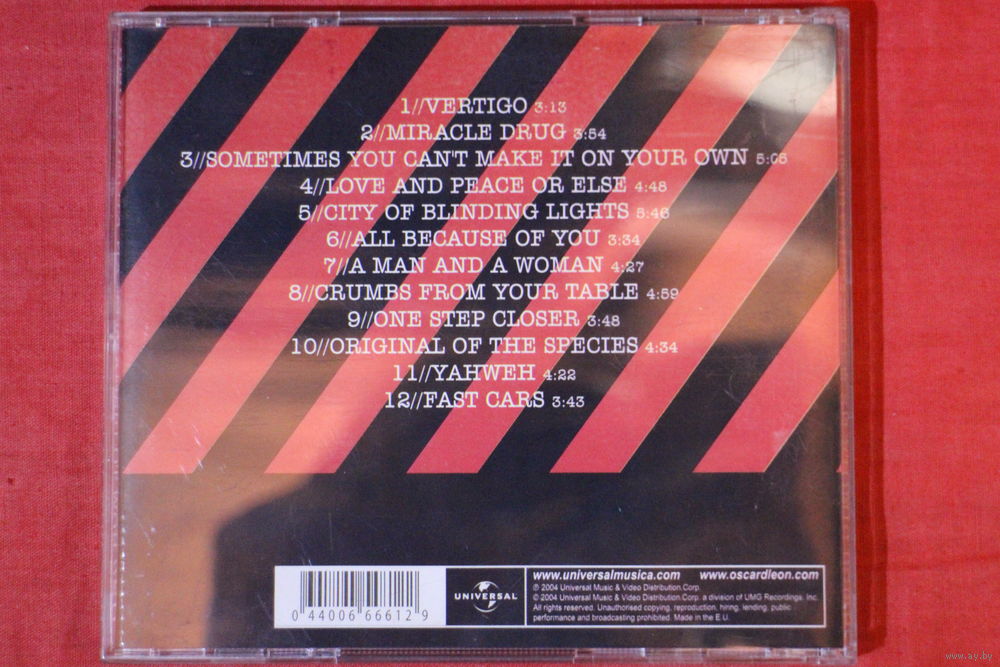 1//VERTIGO 3:13
2//MIRACLE DRUG 3:54
3//SOMETIMES YOU CAN'T MAKE IT ON YOUR OWN 5:05
4//LOVE AND PEACE OR ELSE 4:48
5//CITY OF BLINDING LIGHTS 5:46
6//ALL BECAUSE OF YOU 3:34
7//A MAN AND A WOMAN 4:27
8//CRUMBS FROM YOUR TABLE 4:59
9//ONE STEP CLOSER 3:48
10//ORIGINAL OF THE SPECIES 4:34
11//YAHWEH 4:22
12//FAST CARS 3:43
0 44006 66612 9
UNIVERSAL
www.universalmusica.com www.oscardleon.com
℗ 2004 Universal Music & Video Distribution Corp.
© 2004 Universal Music & Video Distribution Corp. a division of UMG Recordings, Inc.
All rights reserved. Unauthorised copying, reproduction, hiring, lending, public
performance and broadcasting prohibited. Made in the E.U.
www.ay.by